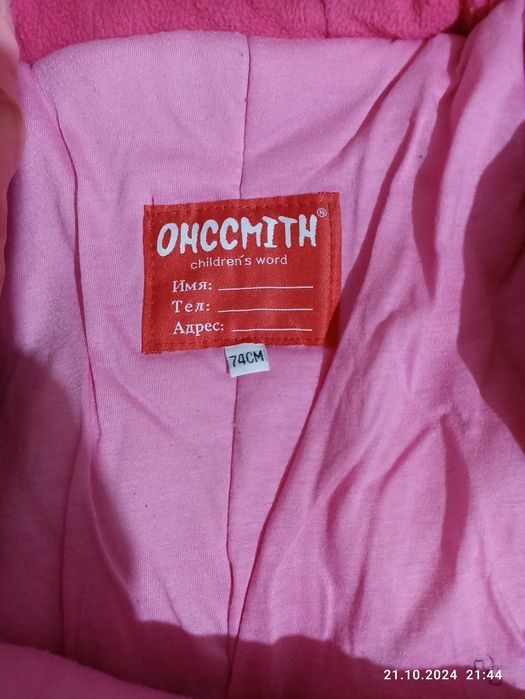 OHCCMITH®
children's word
Имя:
Тел:
Адрес:
74CM
21.10.2024 21:44